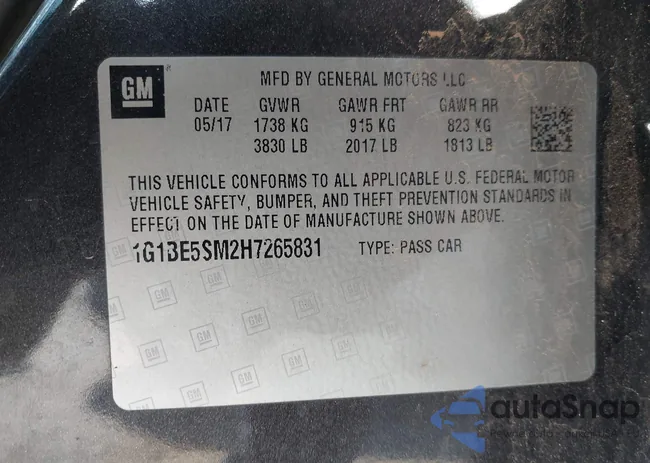 GM
MFD BY GENERAL MOTORS LLC
DATE GVWR GAWR FRT GAWR RR
05/17 1738 KG 915 KG 823 KG
3830 LB 2017 LB 1813 LB
THIS VEHICLE CONFORMS TO ALL APPLICABLE U.S. FEDERAL MOTOR
VEHICLE SAFETY, BUMPER, AND THEFT PREVENTION STANDARDS IN
EFFECT ON THE DATE OF MANUFACTURE SHOWN ABOVE.
1G1BE5SM2H7265831 TYPE: PASS CAR
autoSnap